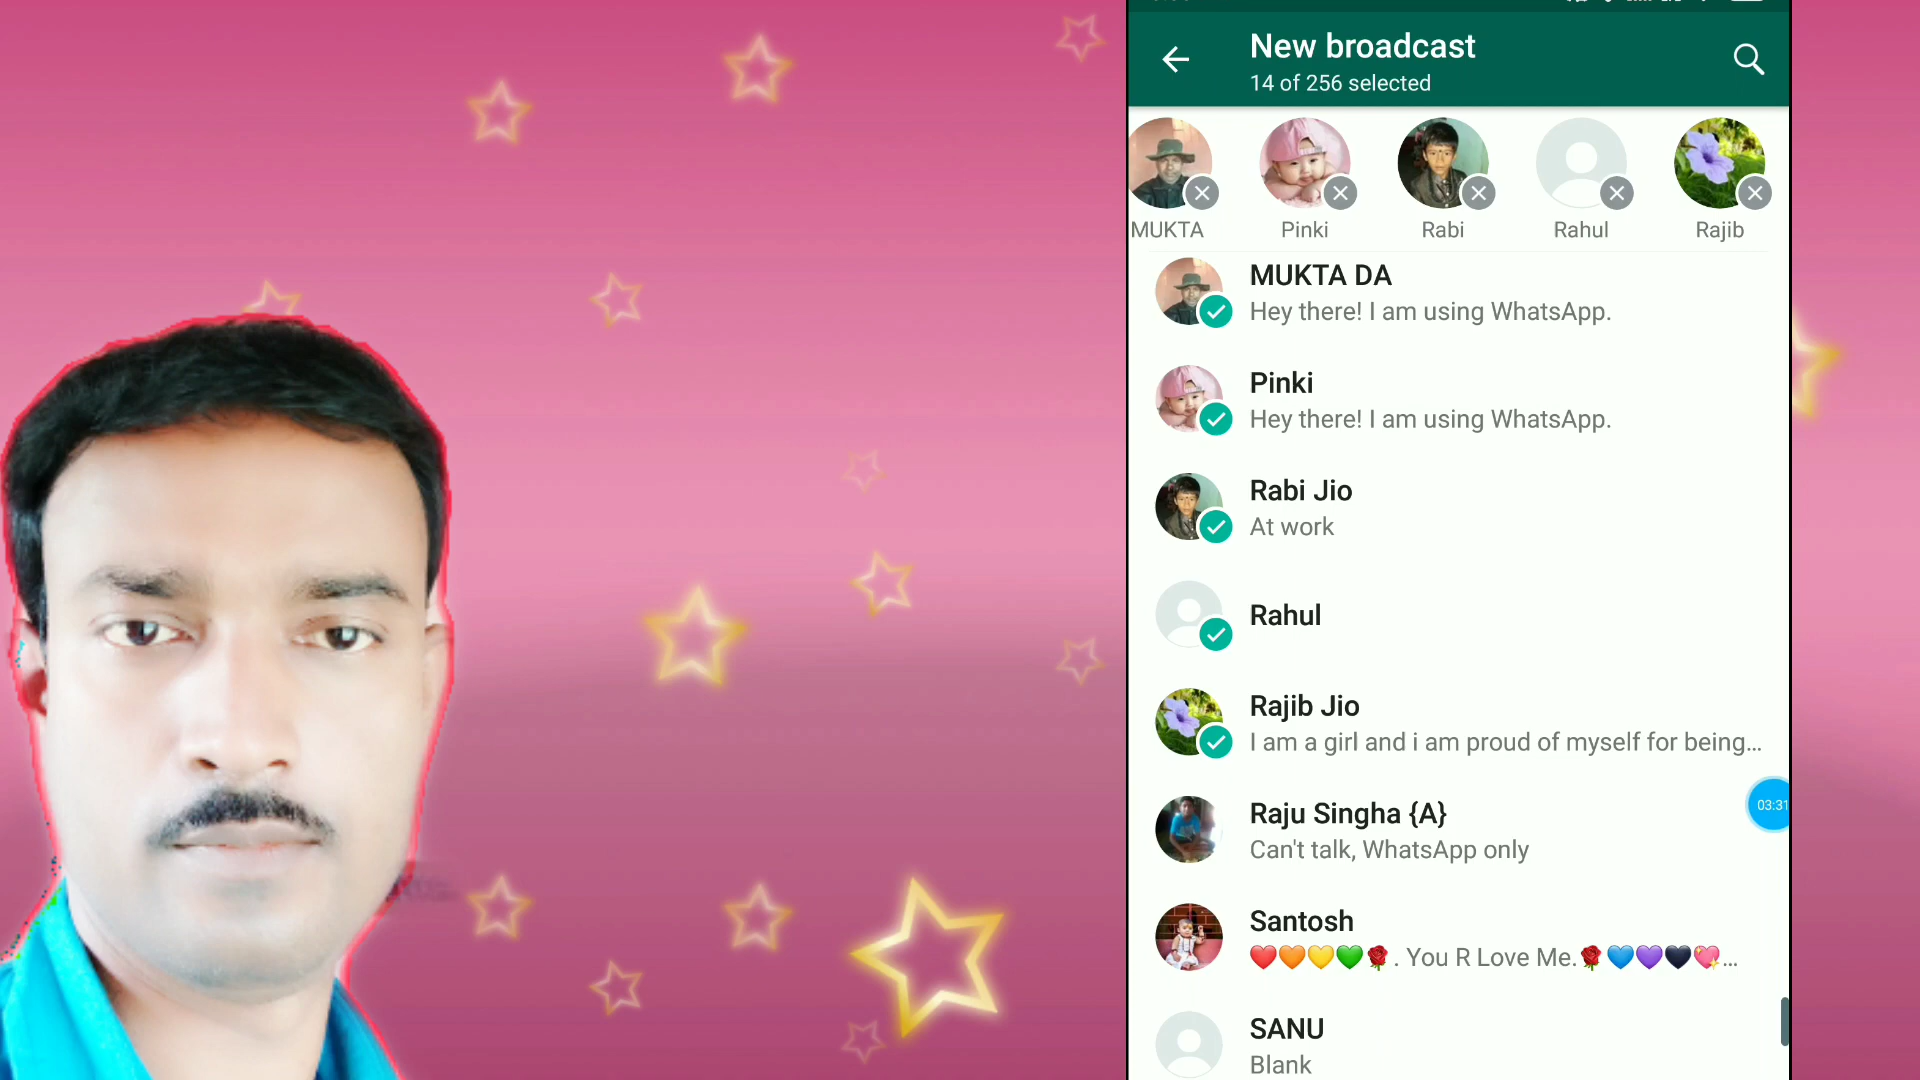 New broadcast
14 of 256 selected
MUKTA
Pinki
Rabi
Rahul
Rajib
MUKTA DA
Hey there! I am using WhatsApp.
Pinki
Hey there! I am using WhatsApp.
Rabi Jio
At work
Rahul
Rajib Jio
I am a girl and i am proud of myself for being...
03:31
Raju Singha {A}
Can't talk, WhatsApp only
Santosh
❤️🧡💛💚🌹. You R Love Me.🌹💙💜🖤💖...
SANU
Blank